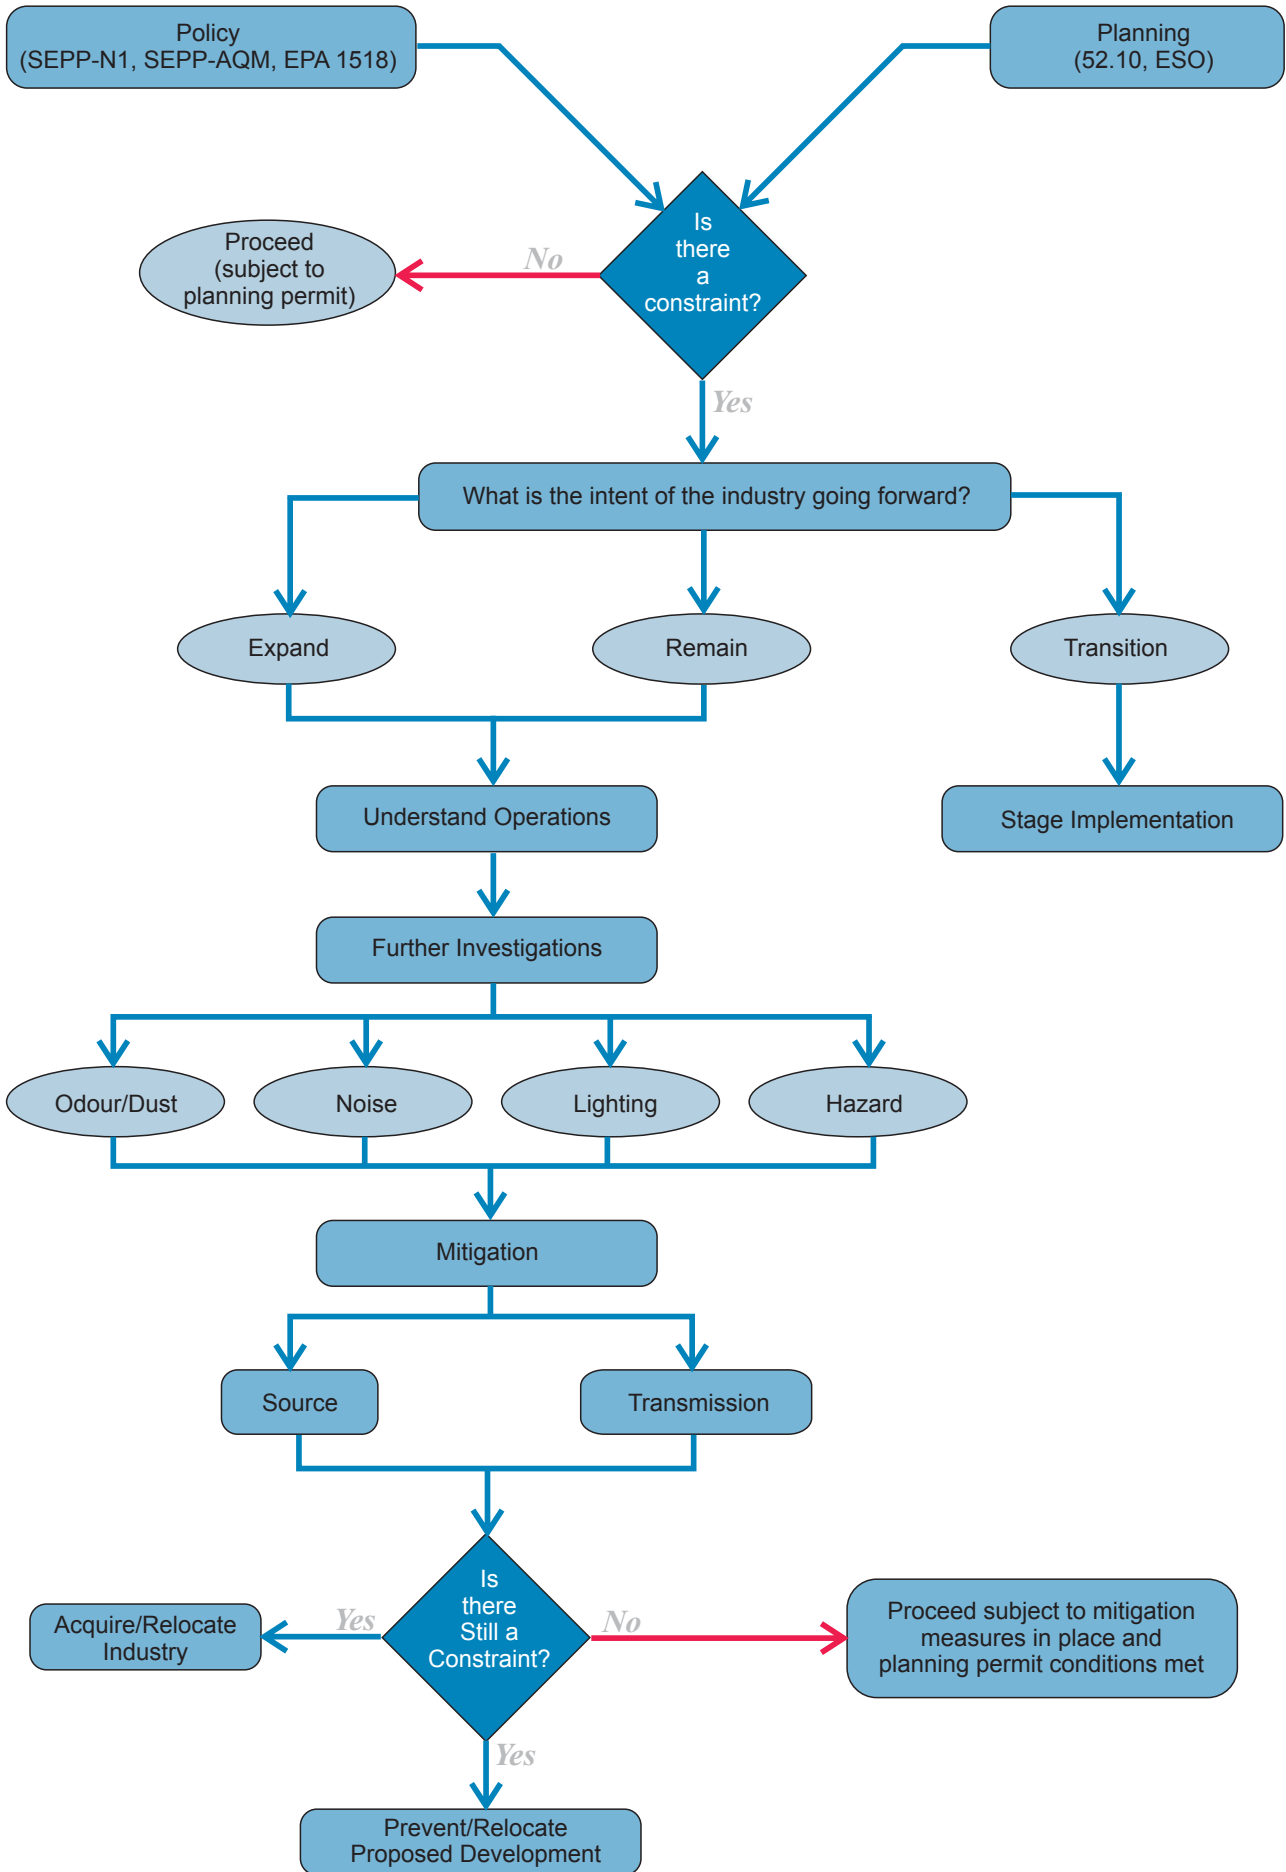 Policy
(SEPP-N1, SEPP-AQM, EPA 1518)
Planning
(52.10, ESO)
Is
there
a
constraint?
No
Proceed
(subject to
planning permit)
Yes
What is the intent of the industry going forward?
Expand
Remain
Transition
Understand Operations
Stage Implementation
Further Investigations
Odour/Dust
Noise
Lighting
Hazard
Mitigation
Source
Transmission
Is
there
Still a
Constraint?
Yes
Acquire/Relocate
Industry
No
Proceed subject to mitigation
measures in place and
planning permit conditions met
Yes
Prevent/Relocate
Proposed Development